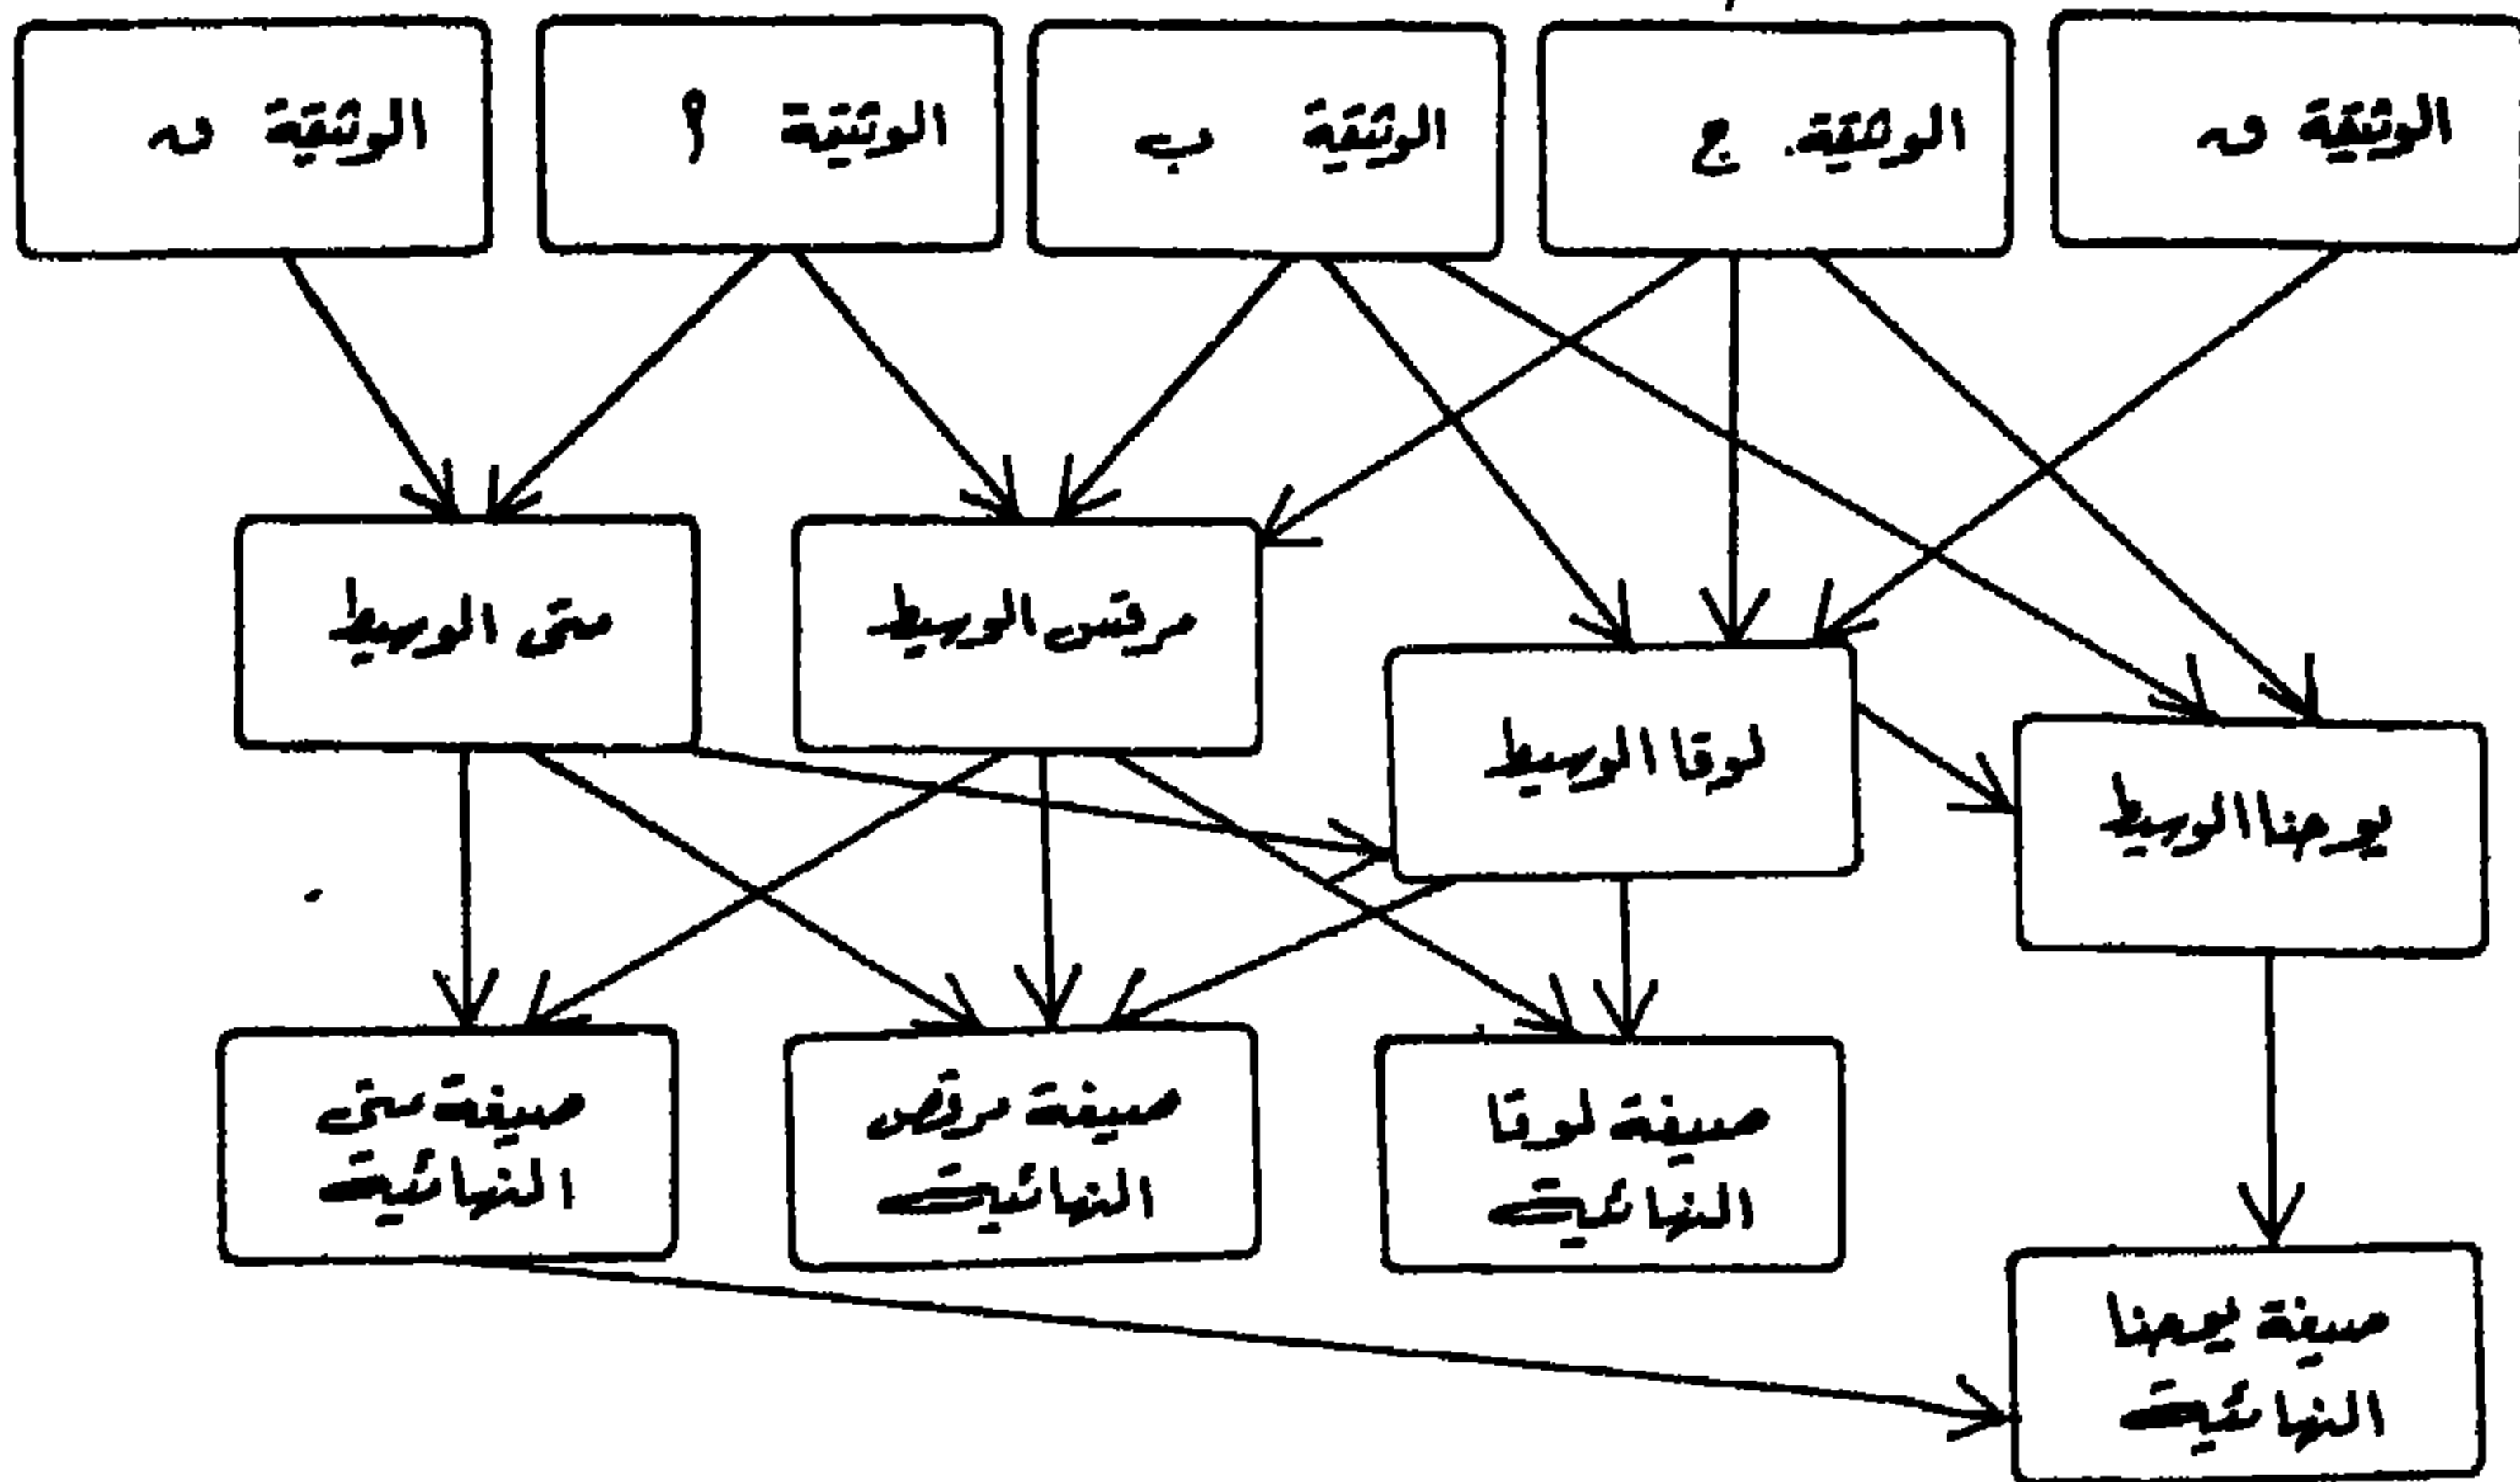 الوثيقة ق
الوثيقة ج
الوثيقة ب
الوثيقة أ
الوثيقة
متى الوسيط
مرقس الوسيط
لوقا الوسيط
يوحنا الوسيط
صيغة متى
النهائية
صيغة مرقص
النهائية
صيغة لوقا
النهائية
صيغة يوحنا
النهائية